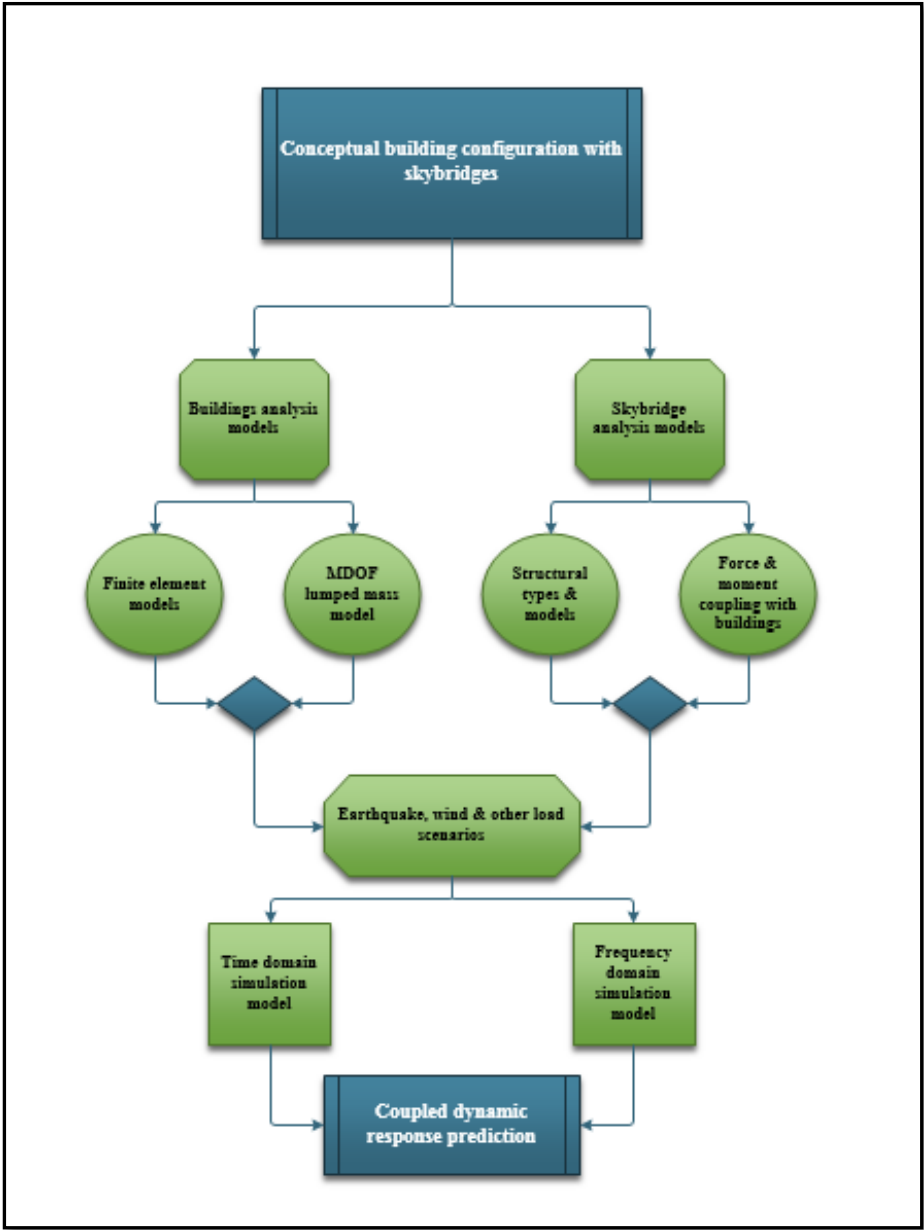 Conceptual building configuration with
skybridges
Buildings analysis
models
Skybridge
analysis models
Finite element
models
MDOF
lumped mass
model
Structural
types &
models
Force &
moment
coupling with
buildings
Earthquake, wind & other load
scenarios
Time domain
simulation
model
Frequency
domain
simulation
model
Coupled dynamic
response prediction